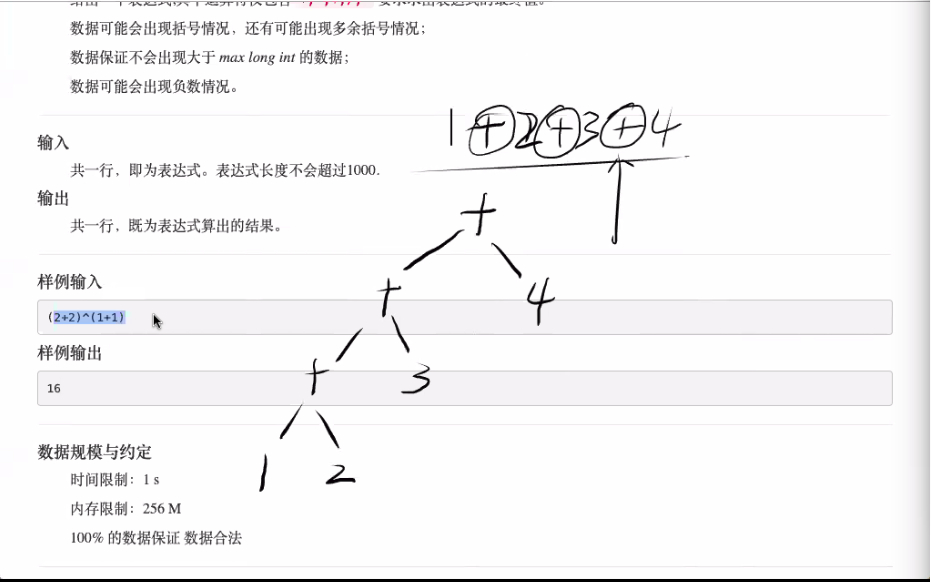 数据可能会出现括号情况，还有可能出现多余括号情况；
数据保证不会出现大于 max long int 的数据；
数据可能会出现负数情况。
1+2+3+4
输入
共一行，即为表达式。表达式长度不会超过1000.
输出
共一行，既为表达式算出的结果。
+
样例输入
+ 4
(2+2)^(1+1)
样例输出
+ 3
16
数据规模与约定
1 2
时间限制：1 s
内存限制：256 M
100% 的数据保证 数据合法